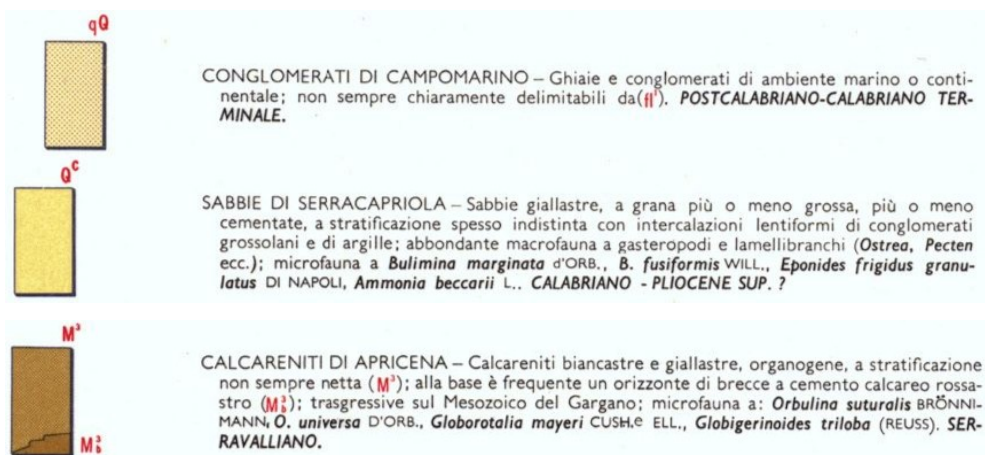 qQ
CONGLOMERATI DI CAMPOMARINO – Ghiaie e conglomerati di ambiente marino o conti-
nentale; non sempre chiaramente delimitabili da(fl¹). POSTCALABRIANO-CALABRIANO TER-
MINALE.
Qᶜ
SABBIE DI SERRACAPRIOLA – Sabbie giallastre, a grana più o meno grossa, più o meno
cementate, a stratificazione spesso indistinta con intercalazioni lentiformi di conglomerati
grossolani e di argille; abbondante macrofauna a gasteropodi e lamellibranchi (Ostrea, Pecten
ecc.); microfauna a Bulimina marginata d'ORB., B. fusiformis WILL., Eponides frigidus granu-
latus DI NAPOLI, Ammonia beccarii L.. CALABRIANO - PLIOCENE SUP. ?
M³
CALCARENITI DI APRICENA – Calcareniti biancastre e giallastre, organogene, a stratificazione
non sempre netta (M³); alla base è frequente un orizzonte di brecce a cemento calcareo rossa-
stro (M³b); trasgressive sul Mesozoico del Gargano; microfauna a: Orbulina suturalis BRÖNNI-
MANN, O. universa D'ORB., Globorotalia mayeri CUSH.e ELL., Globigerinoides triloba (REUSS). SER-
RAVALLIANO.
M³b